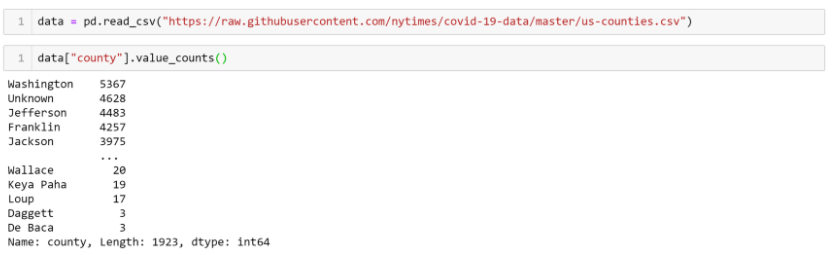 1 data = pd.read_csv("https://raw.githubusercontent.com/nytimes/covid-19-data/master/us-counties.csv")
1 data["county"].value_counts()
Washington 5367
Unknown 4628
Jefferson 4483
Franklin 4257
Jackson 3975
...
Wallace 20
Keya Paha 19
Loup 17
Daggett 3
De Baca 3
Name: county, Length: 1923, dtype: int64